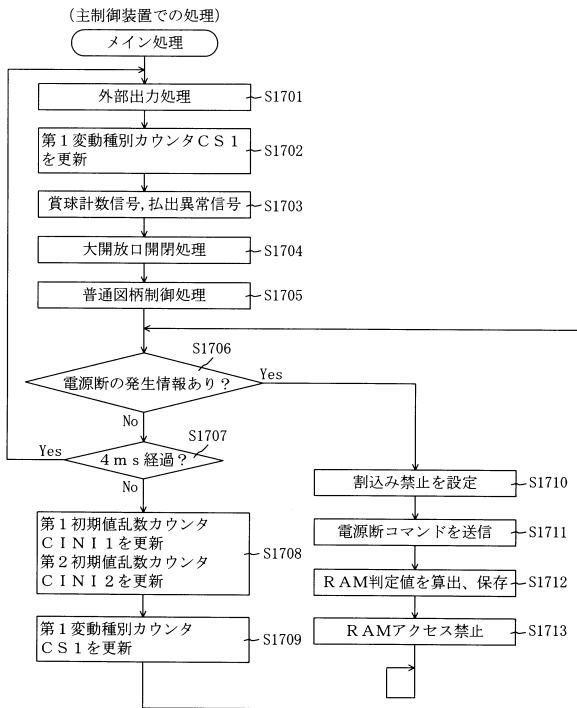 (主制御装置での処理)
メイン処理
外部出力処理
S1701
第1変動種別カウンタCS1
を更新
S1702
賞球計数信号,払出異常信号
S1703
大開放口開閉処理
S1704
普通図柄制御処理
S1705
S1706
電源断の発生情報あり?
Yes
No
S1707
Yes
4ms経過?
No
第1初期値乱数カウンタ
CINI1を更新
第2初期値乱数カウンタ
CINI2を更新
S1708
第1変動種別カウンタ
CS1を更新
S1709
割込み禁止を設定
S1710
電源断コマンドを送信
S1711
RAM判定値を算出、保存
S1712
RAMアクセス禁止
S1713